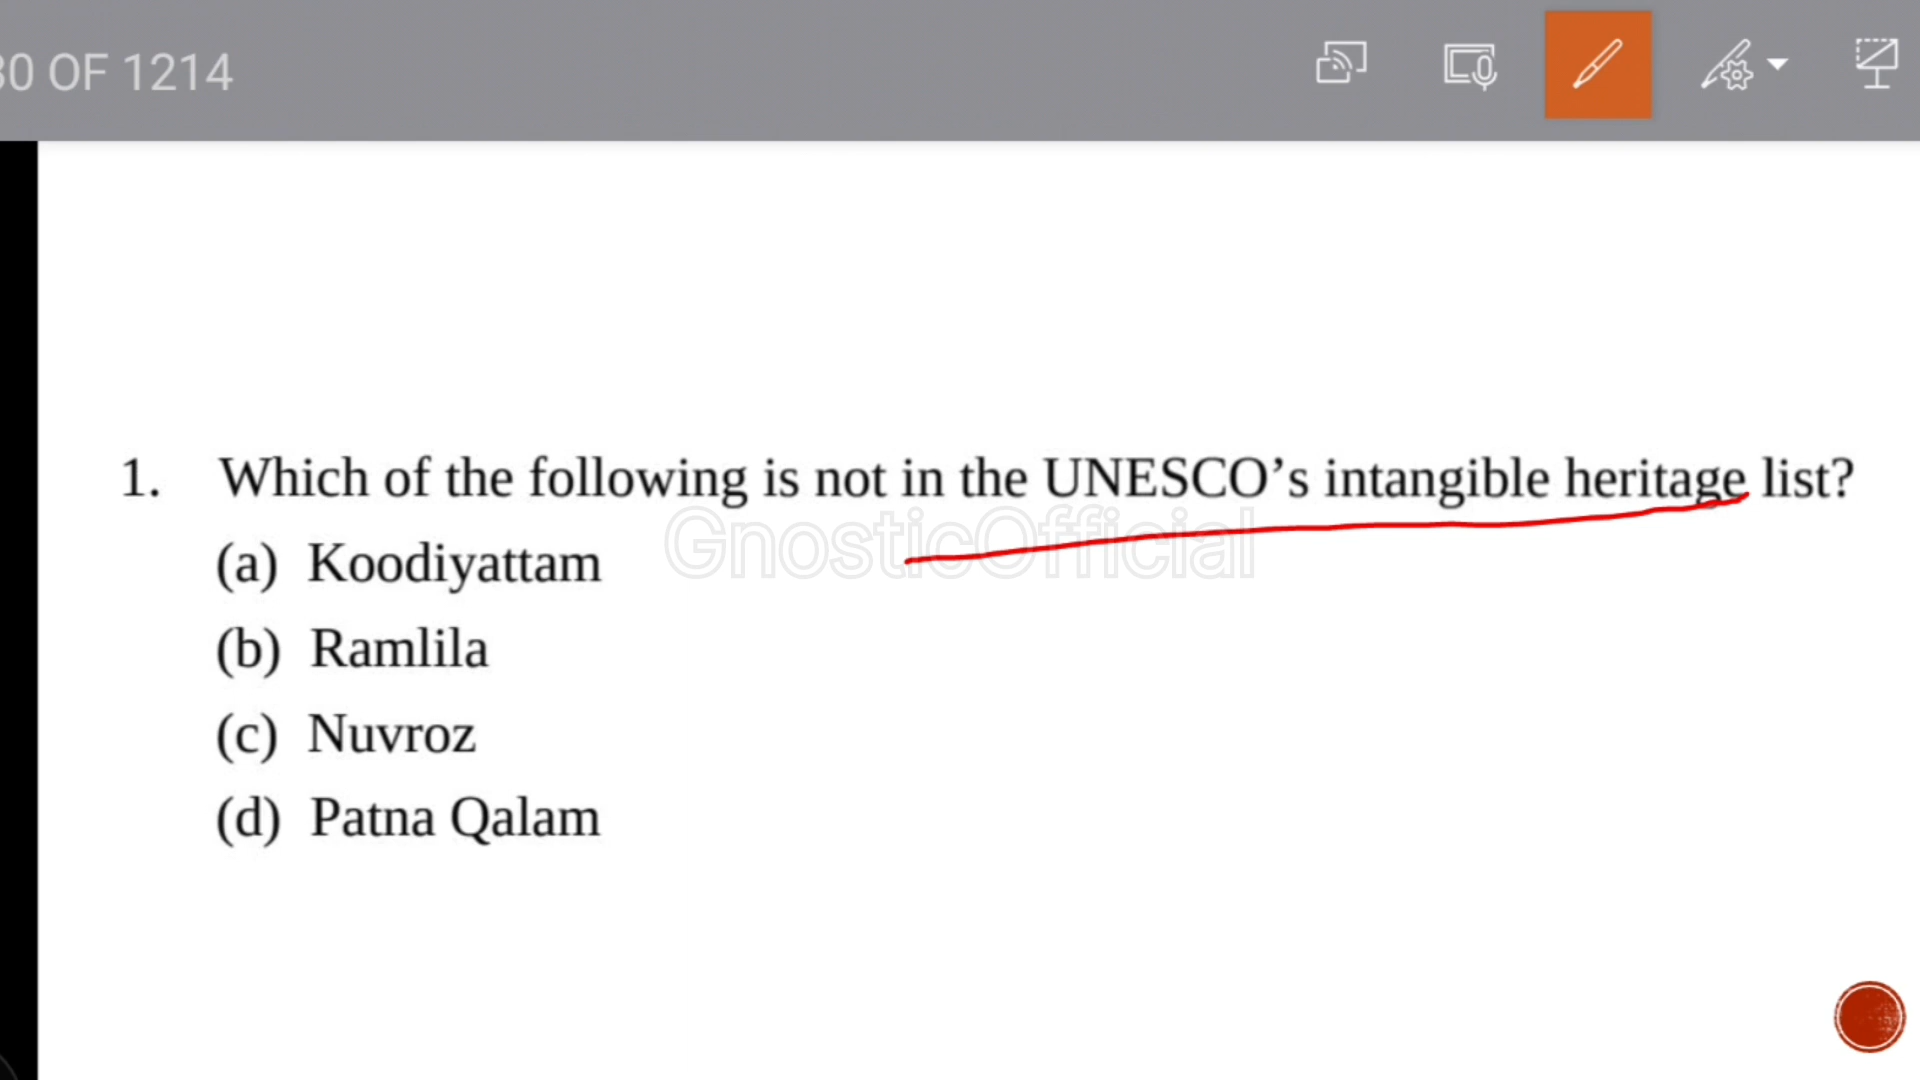 OF 1214
1. Which of the following is not in the UNESCO’s intangible heritage list?
GnosticOfficial
(a) Koodiyattam
(b) Ramlila
(c) Nuvroz
(d) Patna Qalam